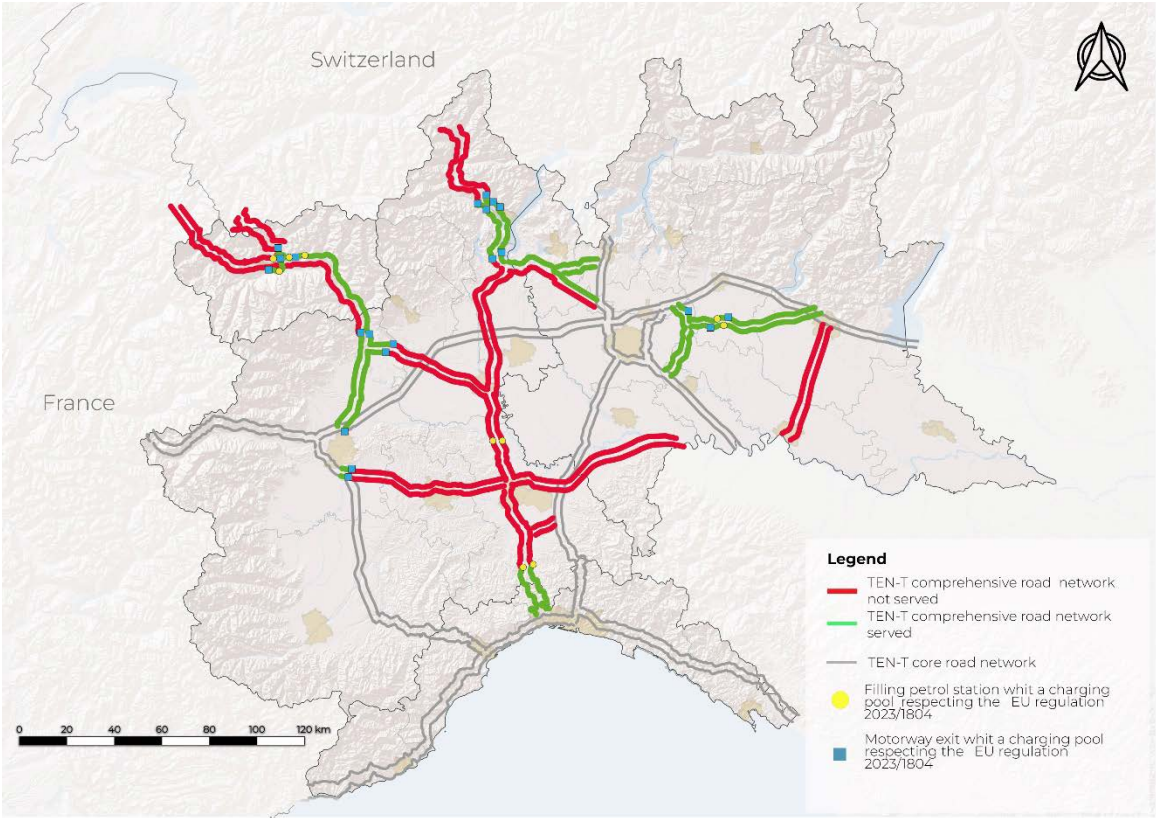 Switzerland
France
Legend
TEN-T comprehensive road network
not served
TEN-T comprehensive road network
served
TEN-T core road network
Filling petrol station whit a charging
pool respecting the EU regulation
2023/1804
Motorway exit whit a charging pool
respecting the EU regulation
2023/1804
0 20 40 60 80 100 120 km